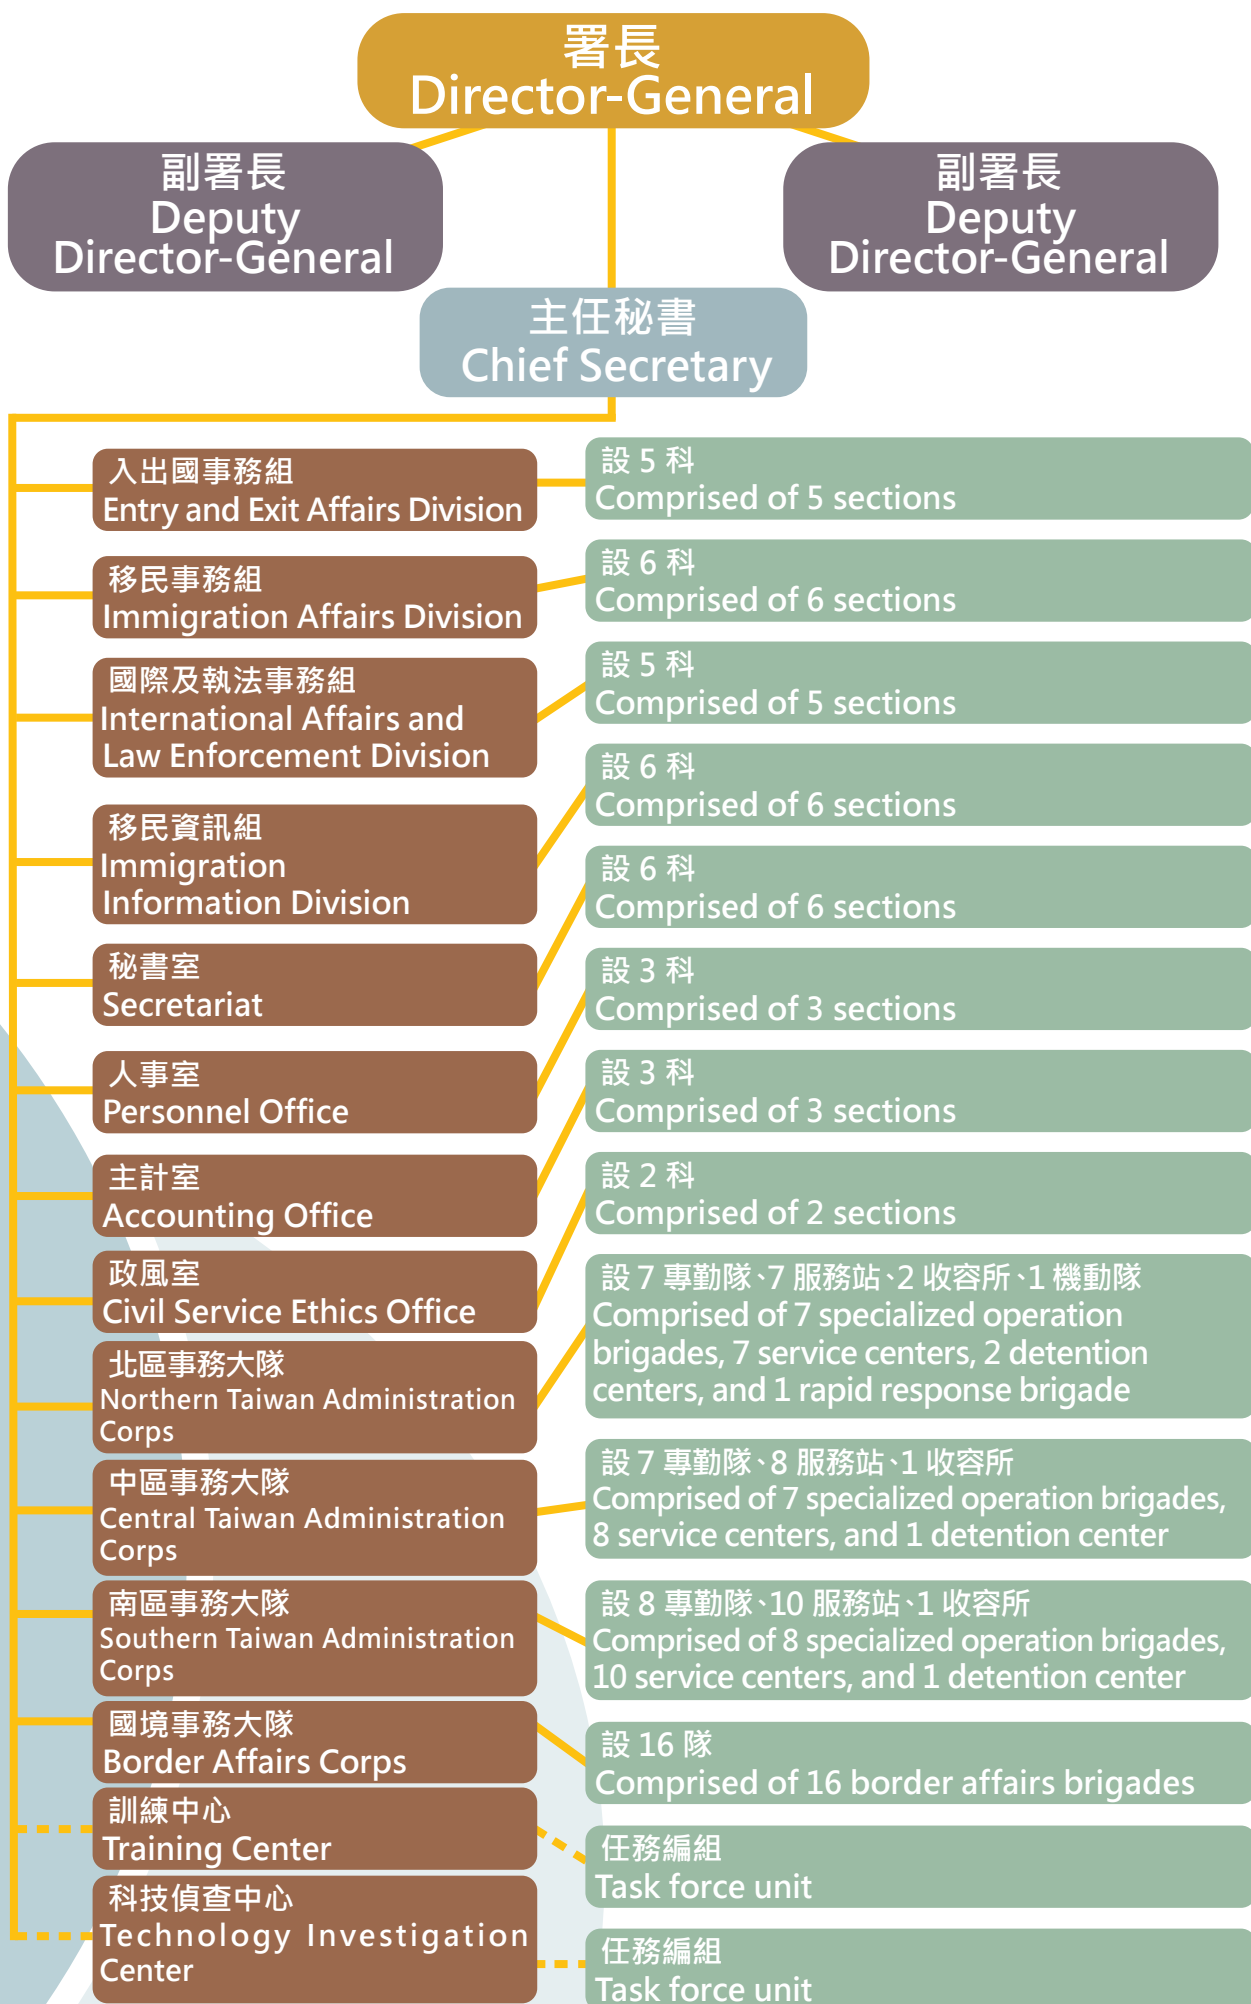 署長
Director-General
副署長
Deputy
Director-General
副署長
Deputy
Director-General
主任秘書
Chief Secretary
入出國事務組
Entry and Exit Affairs Division
設 5 科
Comprised of 5 sections
移民事務組
Immigration Affairs Division
設 6 科
Comprised of 6 sections
國際及執法事務組
International Affairs and
Law Enforcement Division
設 5 科
Comprised of 5 sections
移民資訊組
Immigration
Information Division
設 6 科
Comprised of 6 sections
秘書室
Secretariat
設 6 科
Comprised of 6 sections
人事室
Personnel Office
設 3 科
Comprised of 3 sections
主計室
Accounting Office
設 3 科
Comprised of 3 sections
政風室
Civil Service Ethics Office
設 2 科
Comprised of 2 sections
北區事務大隊
Northern Taiwan Administration
Corps
設 7 專勤隊、7 服務站、2 收容所、1 機動隊
Comprised of 7 specialized operation
brigades, 7 service centers, 2 detention
centers, and 1 rapid response brigade
中區事務大隊
Central Taiwan Administration
Corps
設 7 專勤隊、8 服務站、1 收容所
Comprised of 7 specialized operation brigades,
8 service centers, and 1 detention center
南區事務大隊
Southern Taiwan Administration
Corps
設 8 專勤隊、10 服務站、1 收容所
Comprised of 8 specialized operation brigades,
10 service centers, and 1 detention center
國境事務大隊
Border Affairs Corps
設 16 隊
Comprised of 16 border affairs brigades
訓練中心
Training Center
任務編組
Task force unit
科技偵查中心
Technology Investigation
Center
任務編組
Task force unit